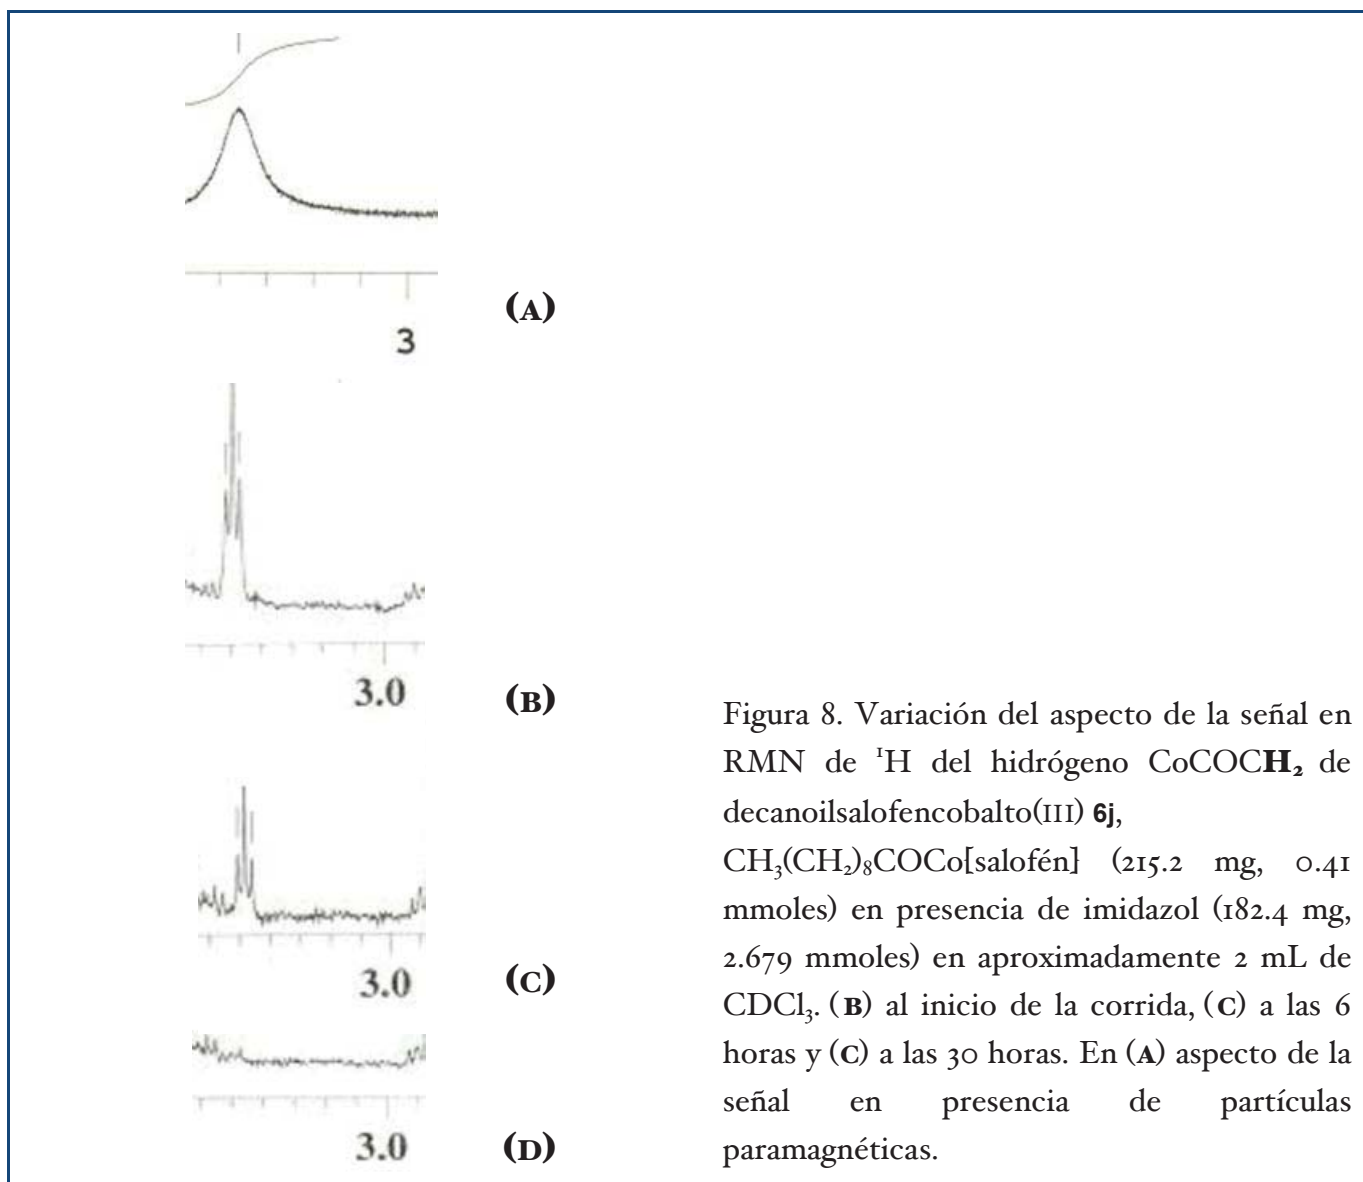 3
(A)
3.0
(B)
3.0
(C)
3.0
(D)
Figura 8. Variación del aspecto de la señal en
RMN de ¹H del hidrógeno CoCOCH₂ de
decanoilsalofencobalto(III) 6j,
CH₃(CH₂)₈COCo[salofén] (215.2 mg, 0.41
mmoles) en presencia de imidazol (182.4 mg,
2.679 mmoles) en aproximadamente 2 mL de
CDCl₃. (B) al inicio de la corrida, (C) a las 6
horas y (C) a las 30 horas. En (A) aspecto de la
señal en presencia de partículas
paramagnéticas.